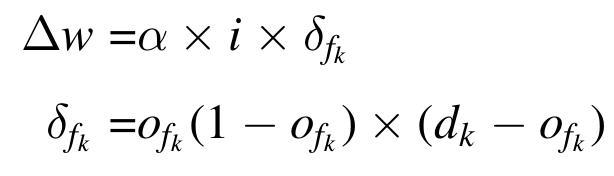 Δw =α × i × δ_{f_k}
δ_{f_k} =o_{f_k}(1 − o_{f_k}) × (d_k − o_{f_k})